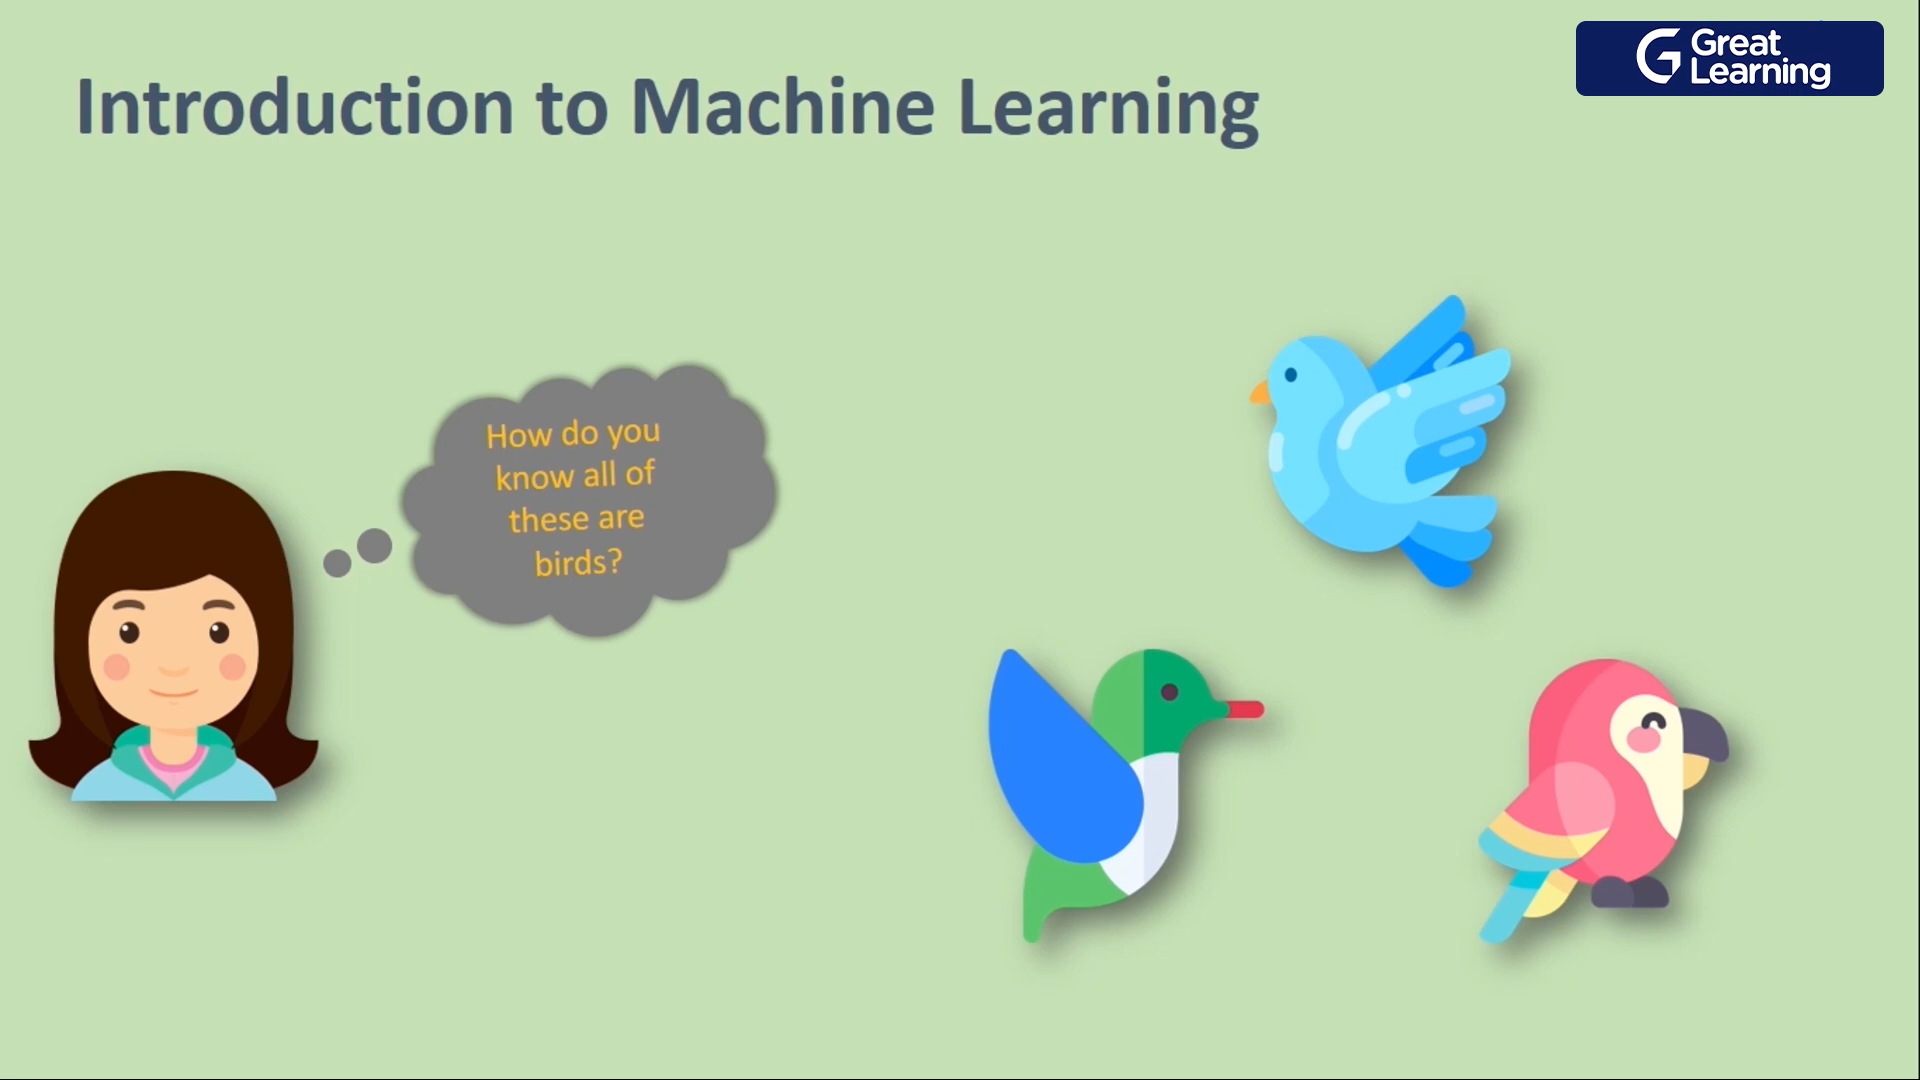 Great
Learning
Introduction to Machine Learning
How do you
know all of
these are
birds?